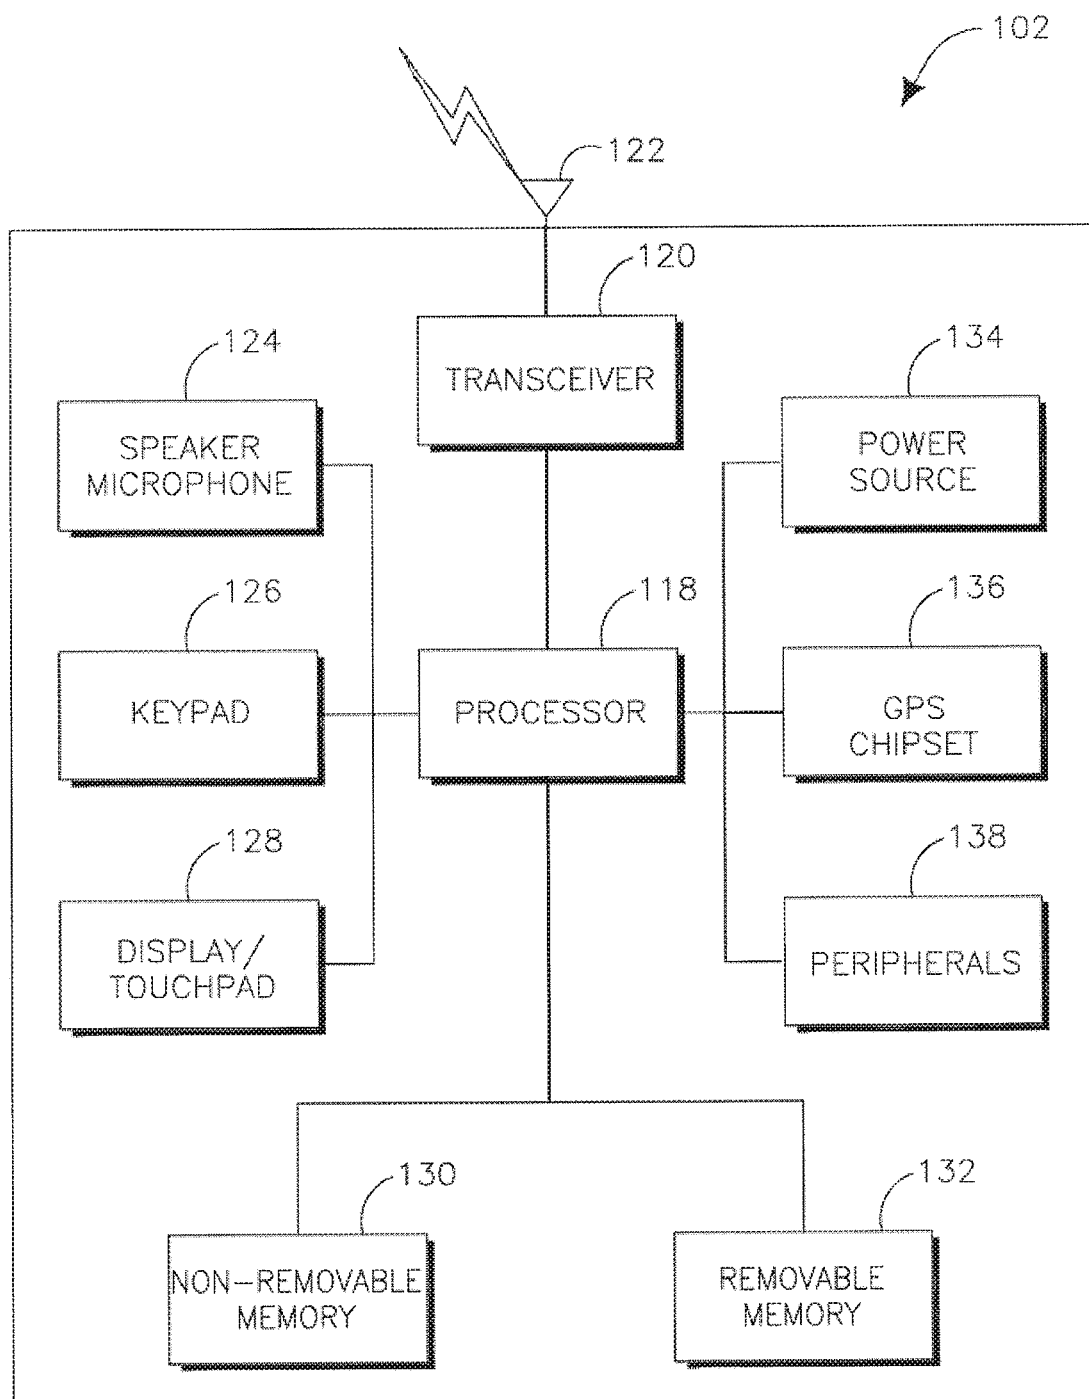 102
122
120
TRANSCEIVER
124
SPEAKER
MICROPHONE
134
POWER
SOURCE
126
KEYPAD
118
PROCESSOR
136
GPS
CHIPSET
128
DISPLAY/
TOUCHPAD
138
PERIPHERALS
130
NON-REMOVABLE
MEMORY
132
REMOVABLE
MEMORY